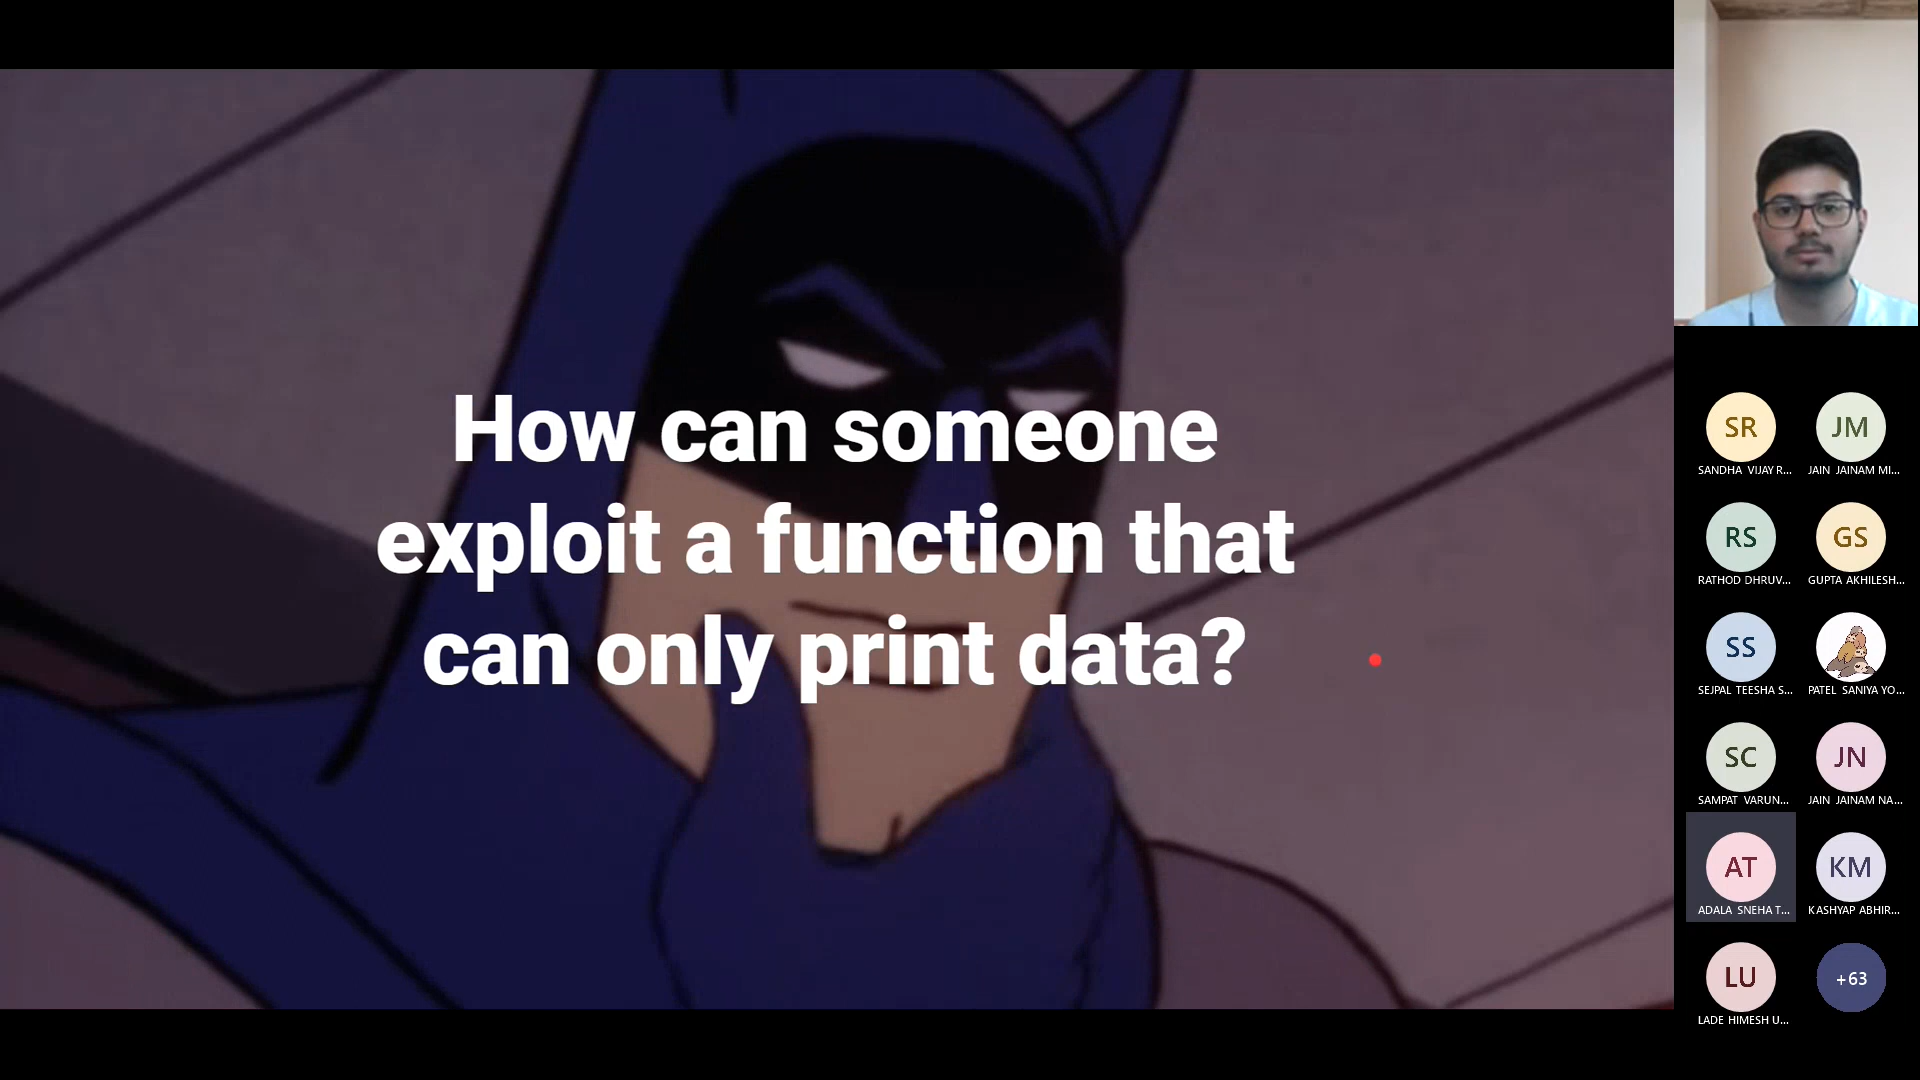 How can someone
exploit a function that
can only print data?
SR
JM
SANDHA VIJAY R...
JAIN JAINAM MI...
RS
GS
RATHOD DHRUV...
GUPTA AKHILESH...
SS
SEJPAL TEESHA S...
PATEL SANIYA YO...
SC
JN
SAMPAT VARUN...
JAIN JAINAM NA...
AT
KM
ADALA SNEHA T...
KASHYAP ABHIR...
LU
+63
LADE HIMESH U...